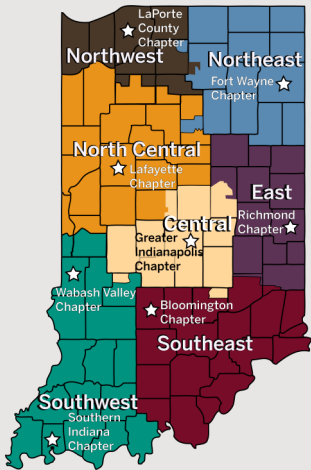 LaPorte
County
Chapter
Northwest
Northeast
Fort Wayne
Chapter
North Central
Lafayette
Chapter
East
Richmond
Chapter
Central
Greater
Indianapolis
Chapter
Wabash Valley
Chapter
Bloomington
Chapter
Southeast
Southwest
Southern
Indiana
Chapter